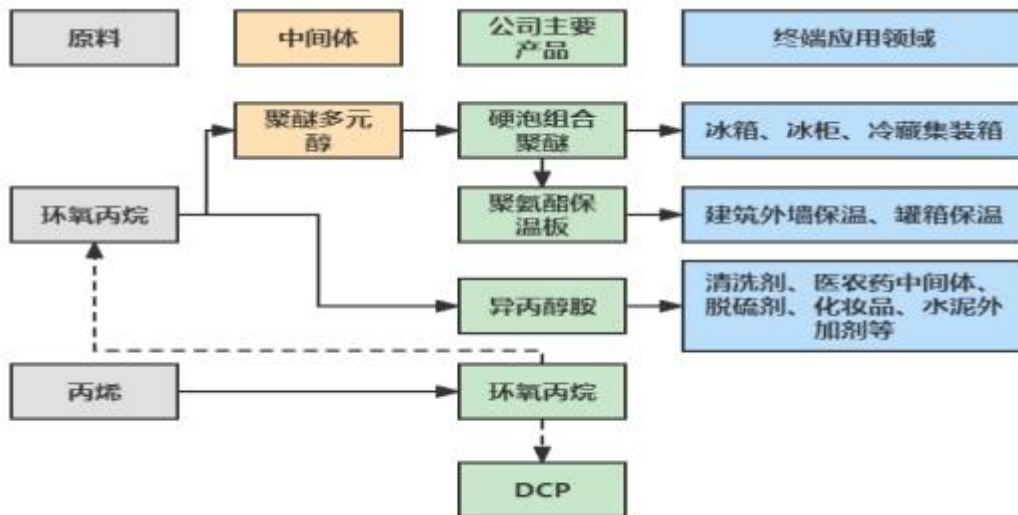 原料
中间体
公司主要
产品
终端应用领域
聚醚多元
醇
硬泡组合
聚醚
冰箱、冰柜、冷藏集装箱
环氧丙烷
聚氨酯保
温板
建筑外墙保温、罐箱保温
异丙醇胺
清洗剂、医农药中间体、
脱硫剂、化妆品、水泥外
加剂等
丙烯
环氧丙烷
DCP